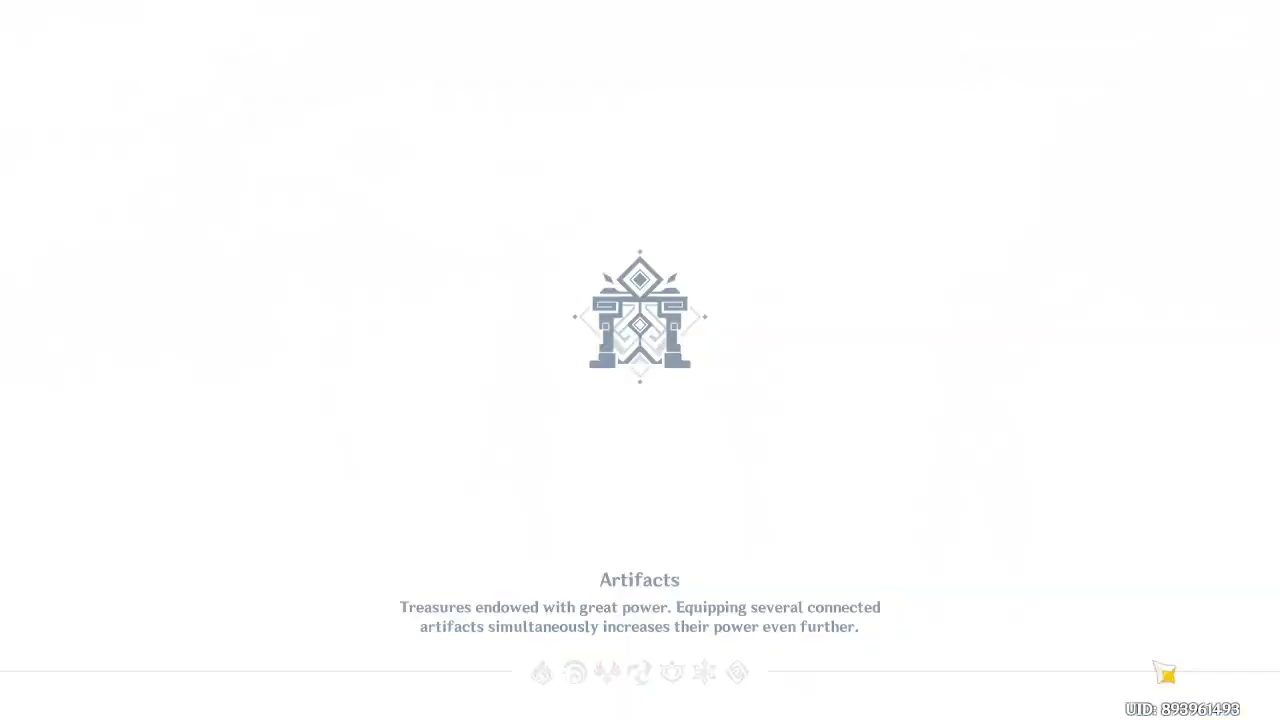 Artifacts
Treasures endowed with great power. Equipping several connected
artifacts simultaneously increases their power even further.
UID: 893961493